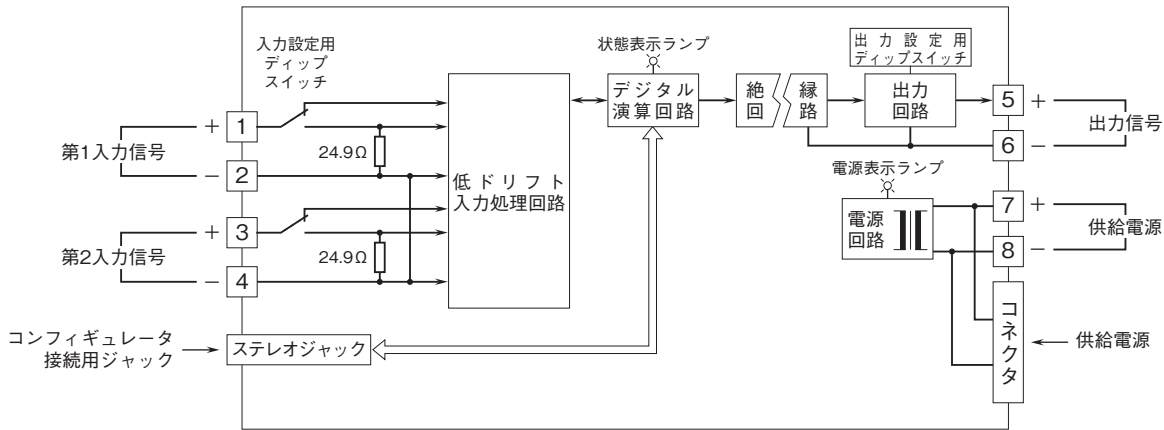 入力設定用
ディップ
スイッチ
状態表示ランプ
出力設定用
ディップスイッチ
デジタル
演算回路
絶縁
回路
出力
回路
低ドリフト
入力処理回路
第1入力信号
+ 1
− 2
24.9Ω
第2入力信号
+ 3
− 4
24.9Ω
5 +
6 −
出力信号
電源表示ランプ
電源
回路
7 +
8 −
供給電源
コンフィギュレータ
接続用ジャック
ステレオジャック
コネクタ
供給電源